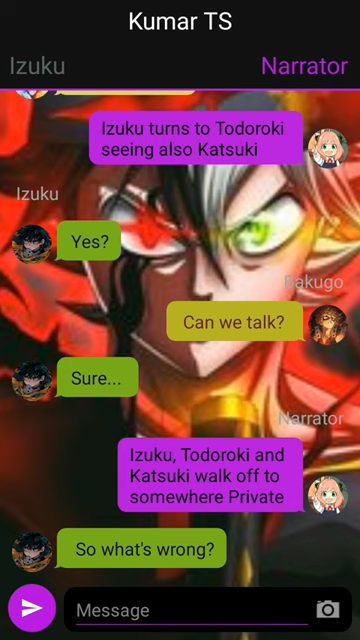 Kumar TS
Izuku
Narrator
Izuku turns to Todoroki
seeing also Katsuki
Izuku
Yes?
Bakugo
Can we talk?
Sure...
Narrator
Izuku, Todoroki and
Katsuki walk off to
somewhere Private
So what's wrong?
Message